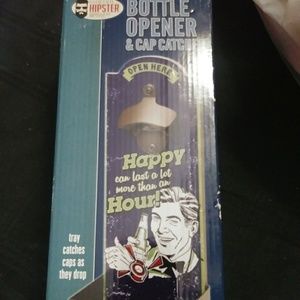 HIPSTER
BOTTLE
OPENER
& CAP CATCHER
OPEN HERE
Happy
can last a lot
more than an
Hour!
tray
catches
caps as
they drop